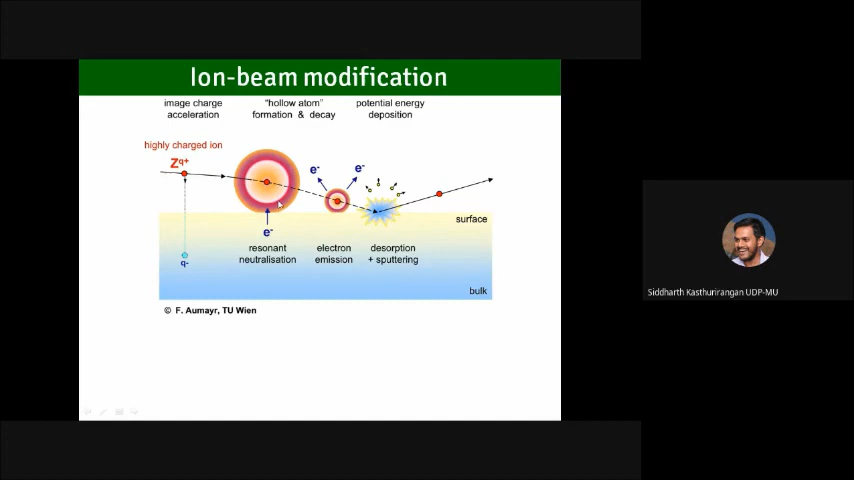 Ion-beam modification
image charge
acceleration
"hollow atom"
formation & decay
potential energy
deposition
highly charged ion
Zq+
e-
e-
surface
e-
resonant
neutralisation
electron
emission
desorption
+ sputtering
q-
bulk
© F. Aumayr, TU Wien
Siddharth Kasthurirangan UDP-MU